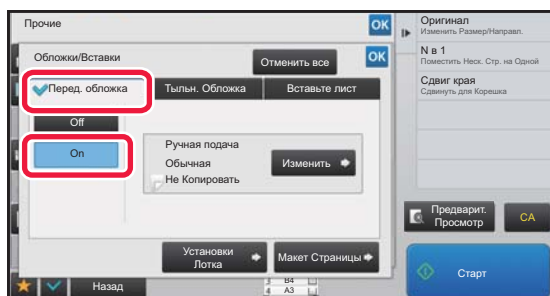 Прочие
OK
Обложки/Вставки
Отменить все
OK
Перед. обложка
Тыльн. Обложка
Вставьте лист
Off
On
Ручная подача
Обычная
Не Копировать
Изменить
Установки
Лотка
Макет Страницы
Назад
3 B4
4 A3
Оригинал
Изменить Размер/Направл.
N в 1
Поместить Неск. Стр. на Одной
Сдвиг края
Сдвинуть для Корешка
Предварит.
Просмотр
CA
Старт